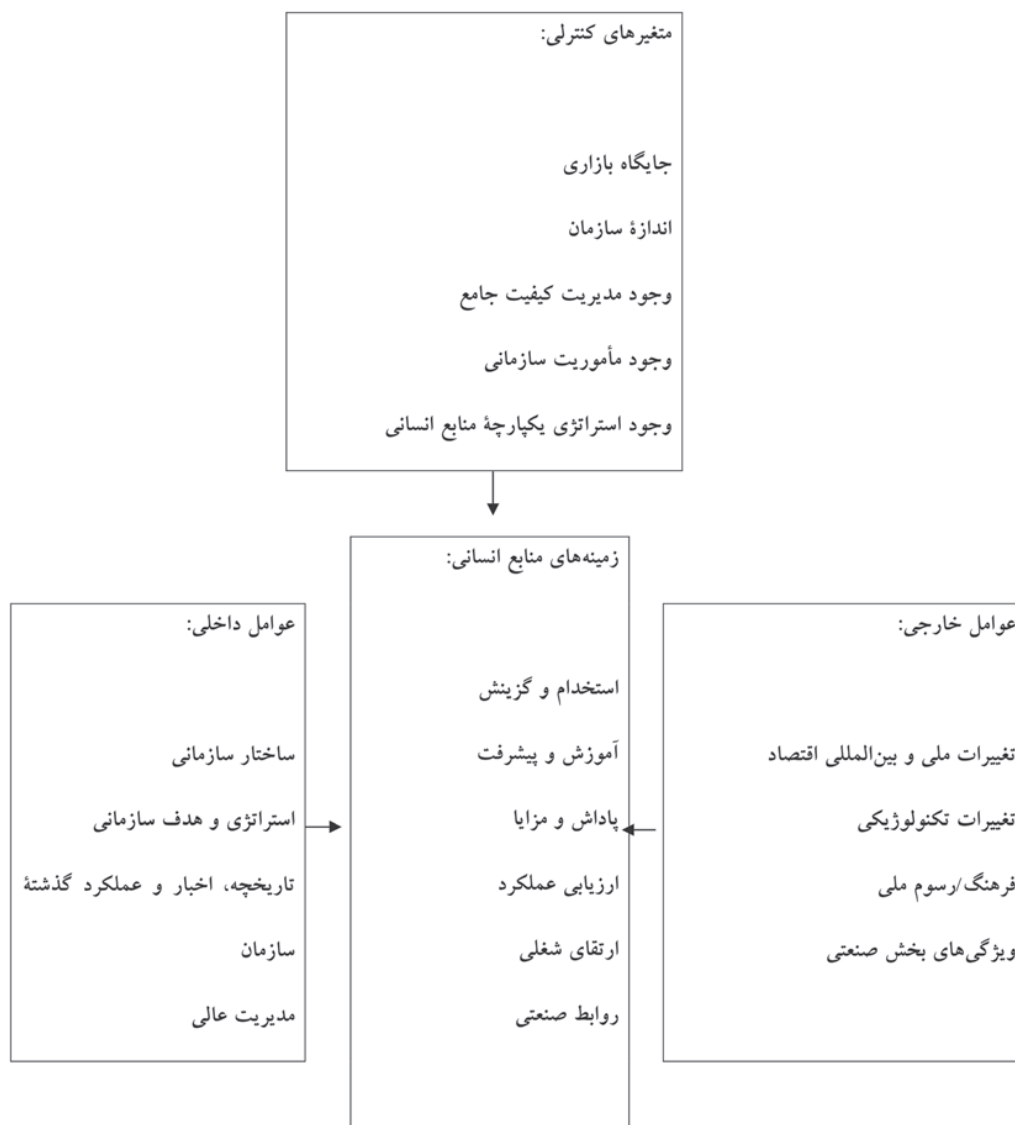 متغیرهای کنترلی:
جایگاه بازاری
اندازۀ سازمان
وجود مدیریت کیفیت جامع
وجود مأموریت سازمانی
وجود استراتژی یکپارچۀ منابع انسانی
زمینه‌های منابع انسانی:
استخدام و گزینش
آموزش و پیشرفت
پاداش و مزایا
ارزیابی عملکرد
ارتقای شغلی
روابط صنعتی
عوامل خارجی:
تغییرات ملی و بین‌المللی اقتصاد
تغییرات تکنولوژیکی
فرهنگ/رسوم ملی
ویژگی‌های بخش صنعتی
عوامل داخلی:
ساختار سازمانی
استراتژی و هدف سازمانی
تاریخچه، اخبار و عملکرد گذشتۀ
سازمان
مدیریت عالی